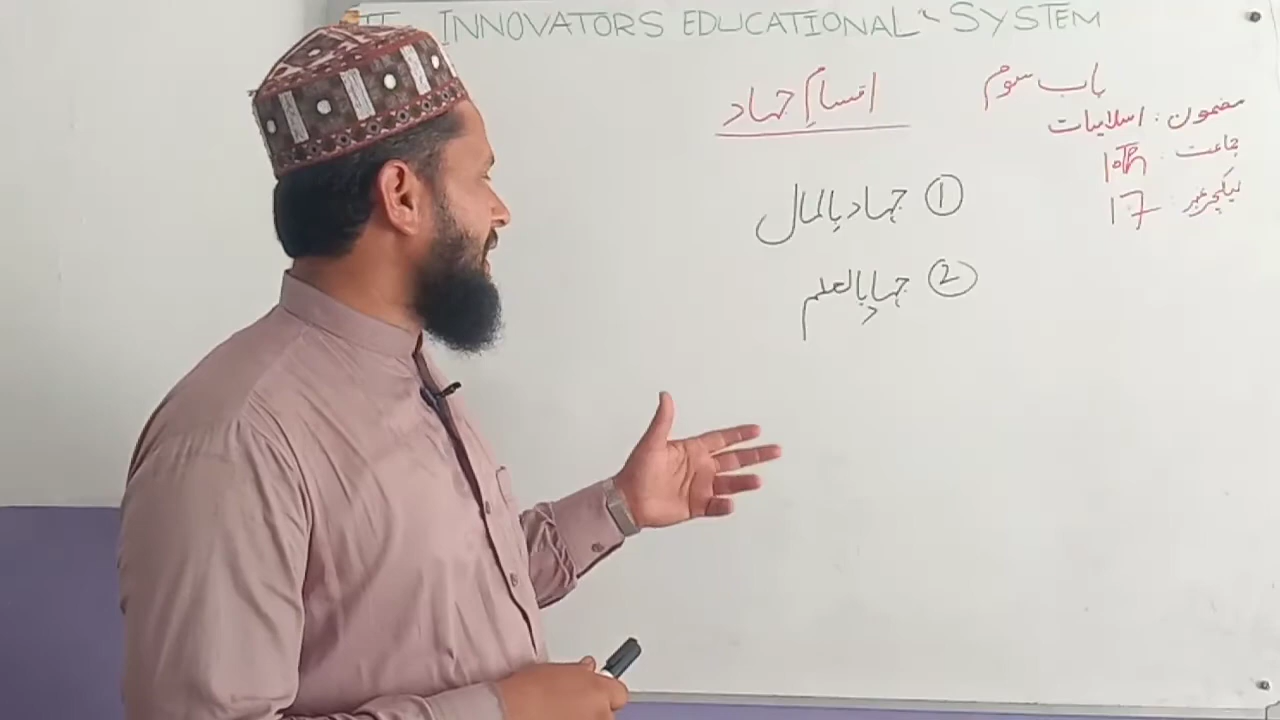 INNOVATORS EDUCATIONAL SYSTEM
باب سوم
اقسامِ جہاد
مضمون: اسلامیات
جماعت: 10th
لیکچر نمبر: 17
① جہاد بِالمال
② جہاد بالعلم